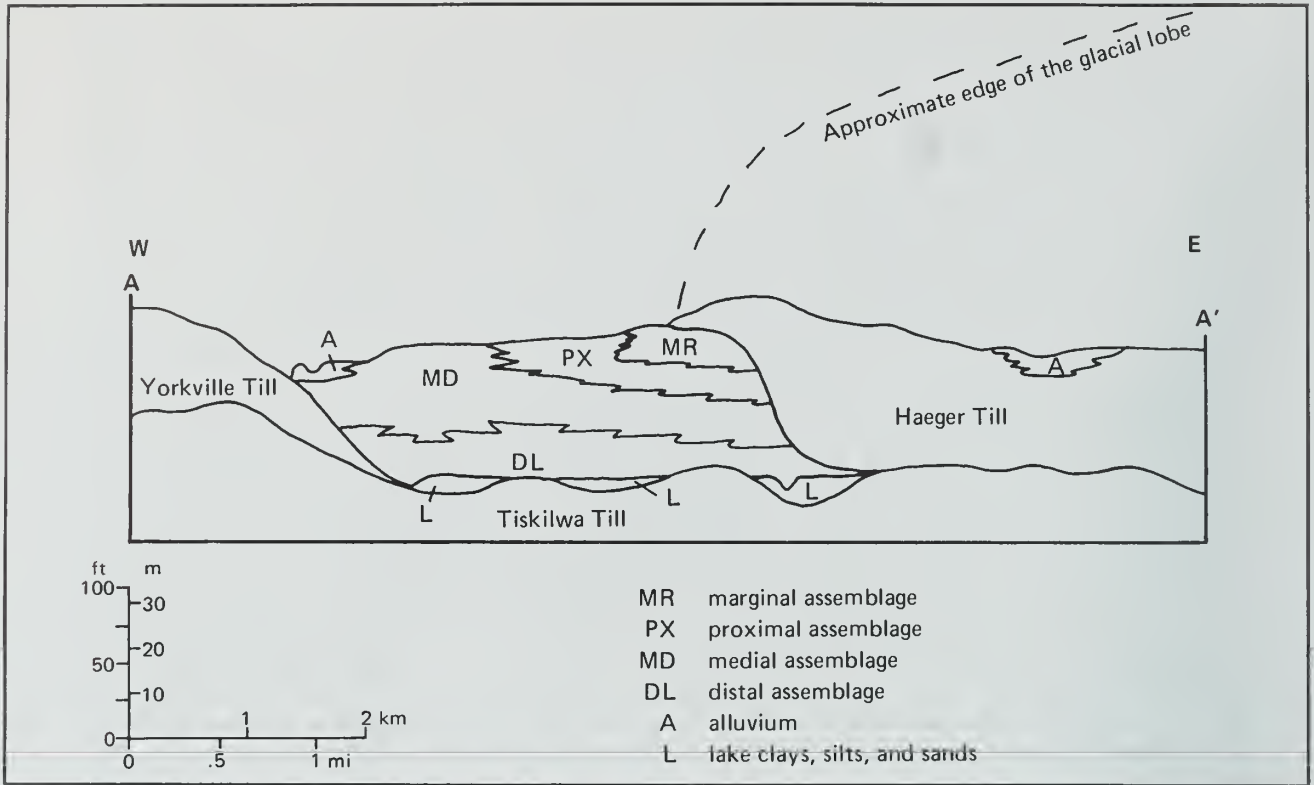 Approximate edge of the glacial lobe
W
E
A
A'
A
MR
PX
MD
A
Yorkville Till
Haeger Till
DL
L
L
L
Tiskilwa Till
ft m
100 30
20
50
10
0
1 2 km
0 .5 1 mi
MR marginal assemblage
PX proximal assemblage
MD medial assemblage
DL distal assemblage
A alluvium
L lake clays, silts, and sands